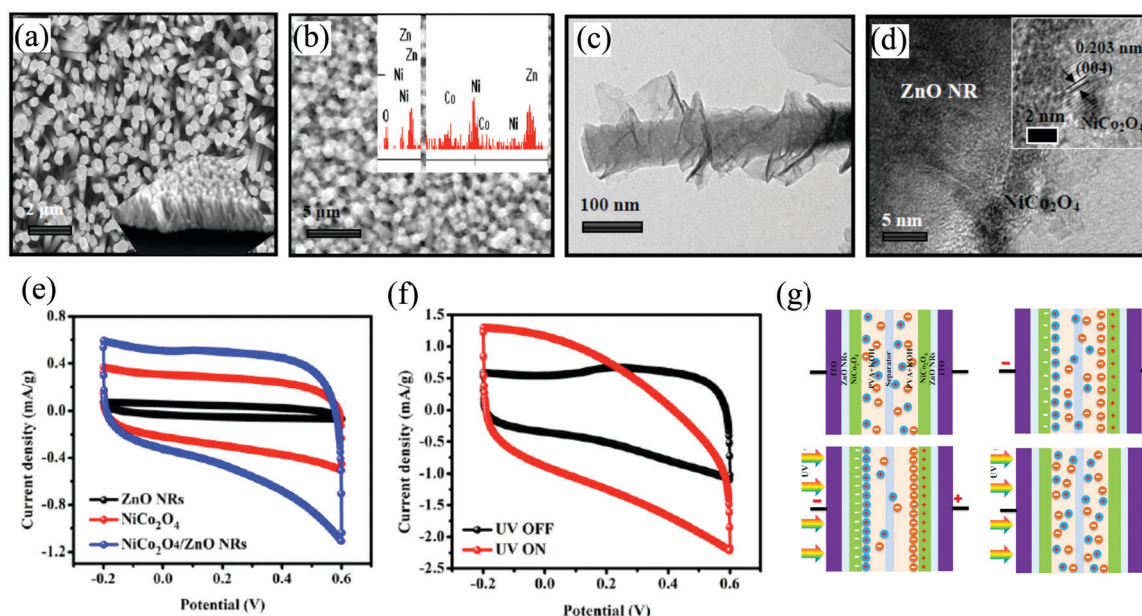 (a)
2 μm
(b)
Zn
Zn
Ni
Ni
O
Co
Ni
Co
Ni
Zn
5 μm
(c)
100 nm
(d)
ZnO NR
0.203 nm
(004)
NiCo₂O₄
2 nm
NiCo₂O₄
5 nm
(e)
Current density (mA/g)
0.8
0.4
0.0
-0.4
-0.8
-1.2
ZnO NRs
NiCo₂O₄
NiCo₂O₄/ZnO NRs
-0.2 0.0 0.2 0.4 0.6
Potential (V)
(f)
Current density (mA/g)
1.5
1.0
0.5
0.0
-0.5
-1.0
-1.5
-2.0
-2.5
UV OFF
UV ON
-0.2 0.0 0.2 0.4 0.6
Potential (V)
(g)
ITO
ZnO NRs
NiCo₂O₄
PVA+KOH
Separator
PVA+KOH
NiCo₂O₄
ZnO NRs
ITO
UV
UV